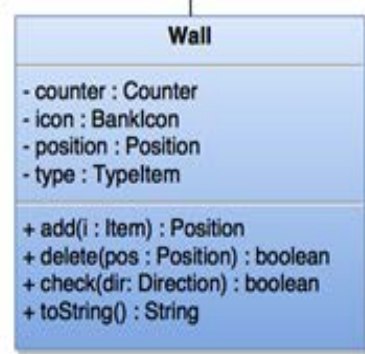 Wall
- counter : Counter
- icon : BankIcon
- position : Position
- type : TypeItem
+ add(i : Item) : Position
+ delete(pos : Position) : boolean
+ check(dir: Direction) : boolean
+ toString() : String